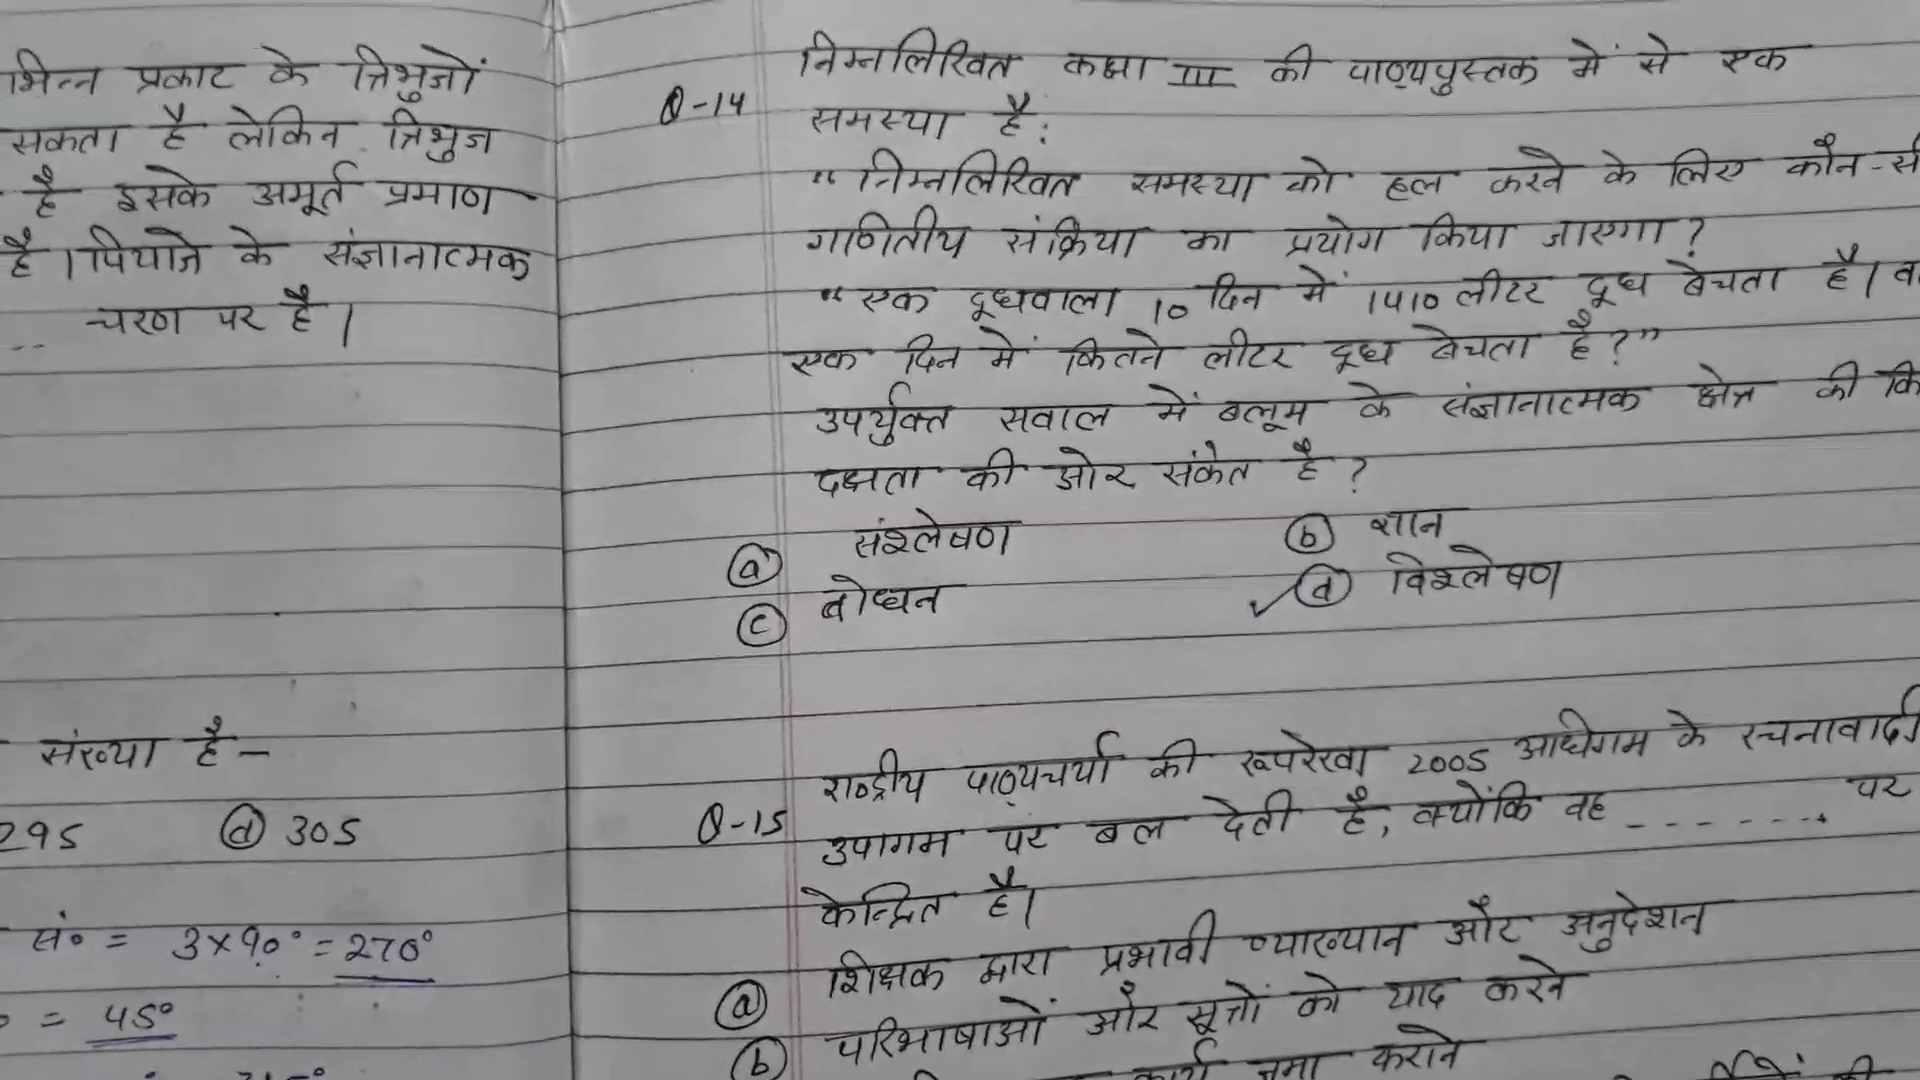 भिन्न प्रकार के त्रिभुजों
सकता है लेकिन त्रिभुज
है इसके अमूर्त प्रमाण
है। पियाजे के संज्ञानात्मक
चरण पर है।
संख्या है -
295 (d) 305
सं० = 3×90° = 270°
= 45°
Q-14 निम्नलिखित कक्षा III की पाठ्यपुस्तक में से एक
समस्या है:
"निम्नलिखित समस्या को हल करने के लिए कौन-सी
गणितीय संक्रिया का प्रयोग किया जाएगा?
"एक दूधवाला 10 दिन में 1410 लीटर दूध बेचता है।
एक दिन में कितने लीटर दूध बेचता है?"
उपर्युक्त सवाल में बलूम के संज्ञानात्मक क्षेत्र की
दक्षता की ओर संकेत है?
(a) संश्लेषण (b) ज्ञान
(c) बोधन (d) विश्लेषण
Q-15 राष्ट्रीय पाठ्यचर्या की रूपरेखा 2005 अधिगम के रचनावादी
उपागम पर बल देती है, क्योंकि वह ------- पर
केन्द्रित है।
(a) शिक्षक द्वारा प्रभावी व्याख्यान और अनुदेशन
(b) परिभाषाओं और सूत्रों को याद करने
कार्य जमा कराने